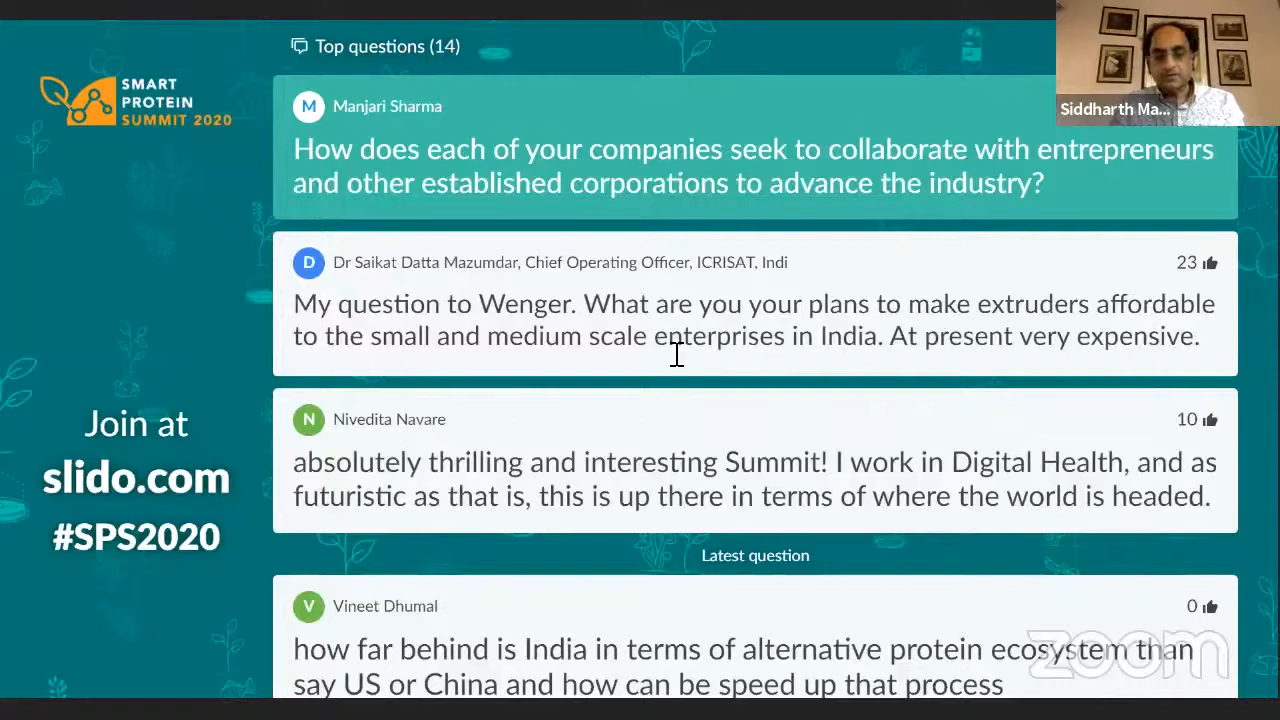 Top questions (14)
SMART
PROTEIN
SUMMIT 2020
M Manjari Sharma
Siddharth Ma...
How does each of your companies seek to collaborate with entrepreneurs
and other established corporations to advance the industry?
D Dr Saikat Datta Mazumdar, Chief Operating Officer, ICRISAT, Indi 23
My question to Wenger. What are you your plans to make extruders affordable
to the small and medium scale enterprises in India. At present very expensive.
N Nivedita Navare 10
absolutely thrilling and interesting Summit! I work in Digital Health, and as
futuristic as that is, this is up there in terms of where the world is headed.
Join at
slido.com
#SPS2020
Latest question
V Vineet Dhumal 0
how far behind is India in terms of alternative protein ecosystem than
say US or China and how can be speed up that process
zoom